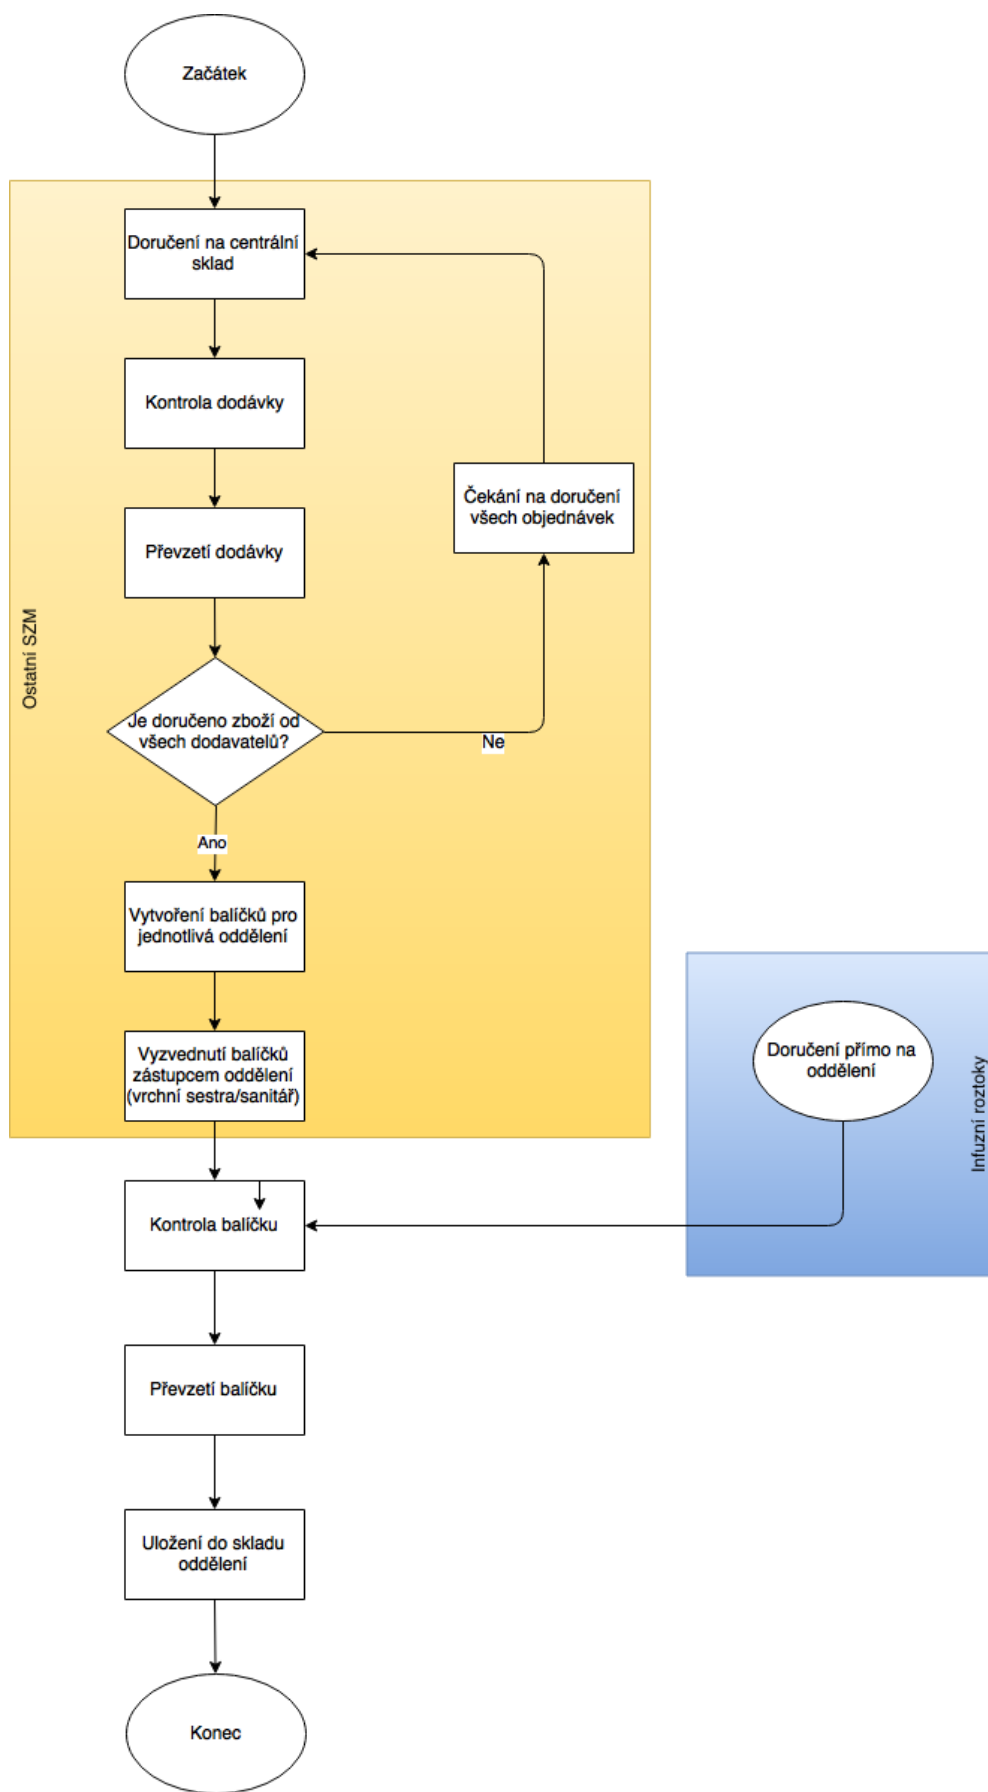 Začátek
Doručení na centrální
sklad
Kontrola dodávky
Čekání na doručení
všech objednávek
Převzetí dodávky
Ostatní SZM
Je doručeno zboží od
všech dodavatelů?
Ne
Ano
Vytvoření balíčků pro
jednotlivá oddělení
Vyzvednutí balíčků
zástupcem oddělení
(vrchní sestra/sanitář)
Doručení přímo na
oddělení
Infuzní roztoky
Kontrola balíčku
Převzetí balíčku
Uložení do skladu
oddělení
Konec